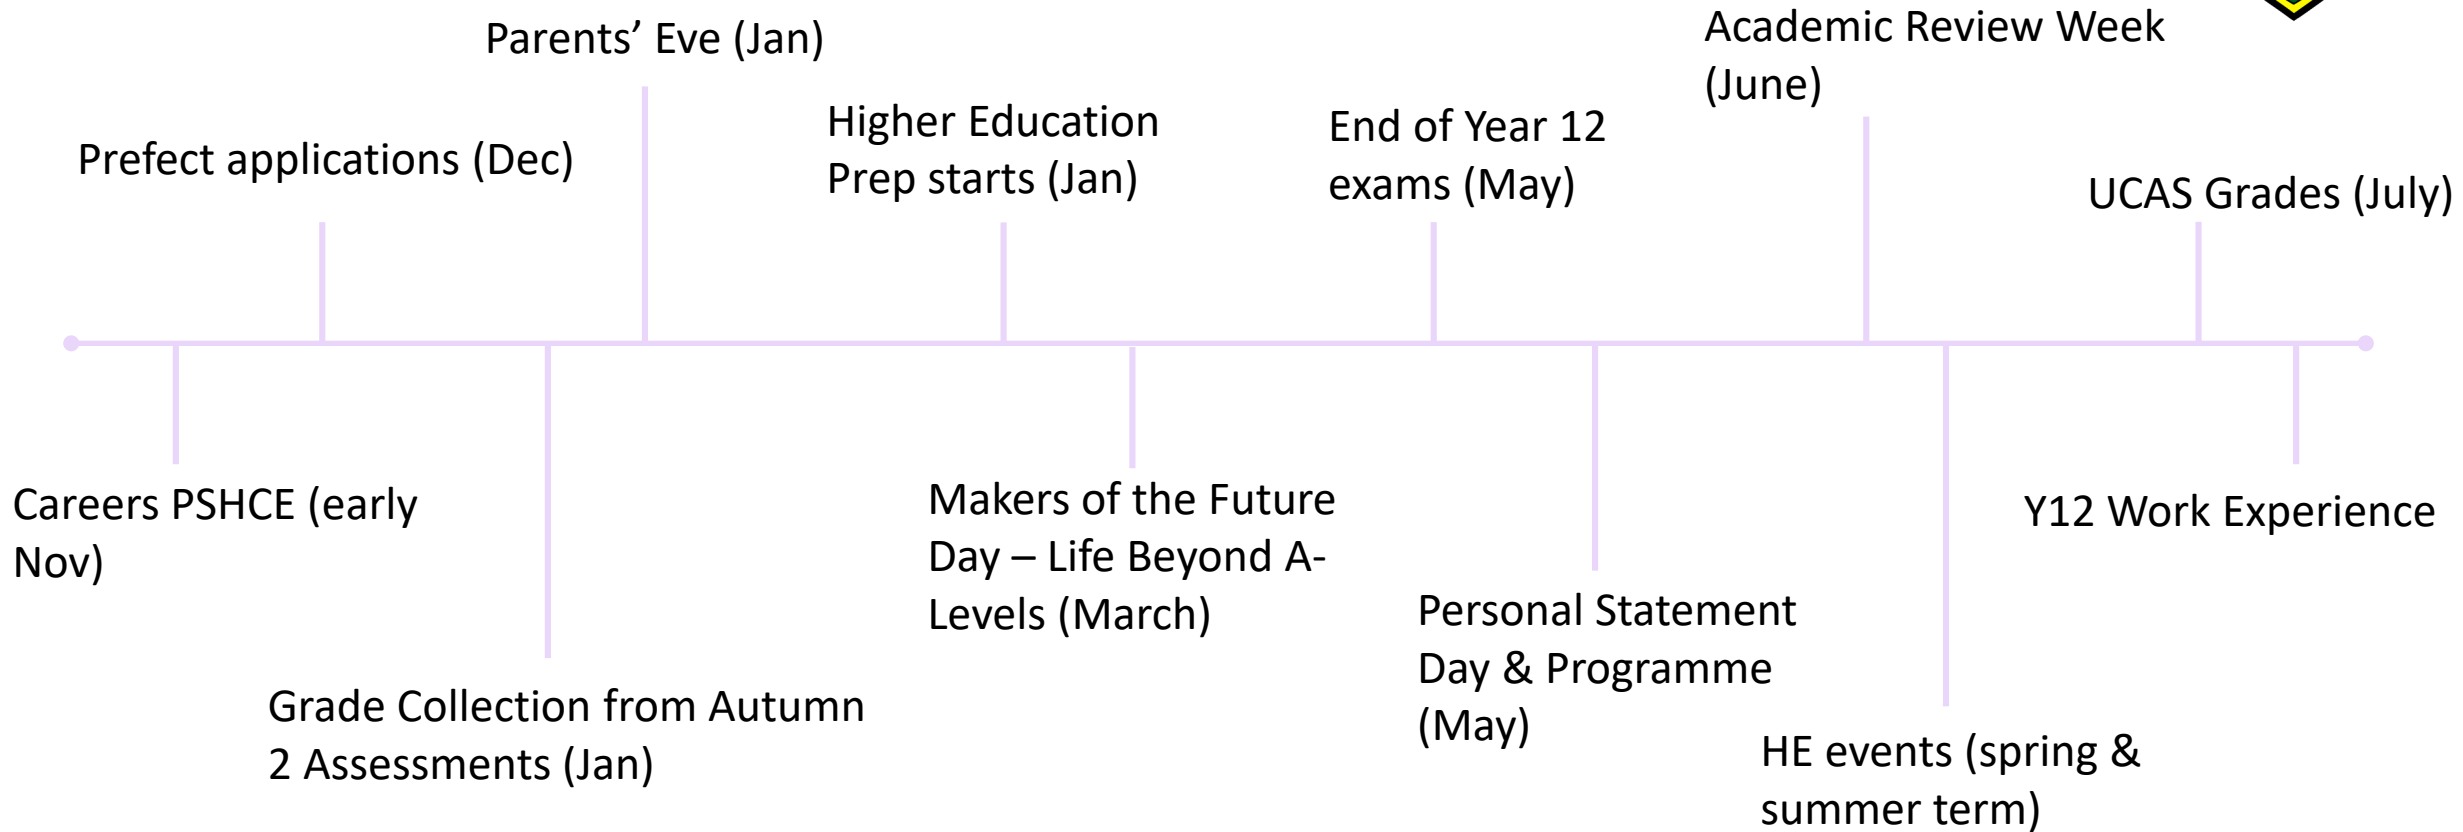 Parents’ Eve (Jan)
Academic Review Week
(June)
Prefect applications (Dec)
Higher Education
Prep starts (Jan)
End of Year 12
exams (May)
UCAS Grades (July)
Careers PSHCE (early
Nov)
Makers of the Future
Day – Life Beyond A-
Levels (March)
Y12 Work Experience
Personal Statement
Day & Programme
(May)
Grade Collection from Autumn
2 Assessments (Jan)
HE events (spring &
summer term)